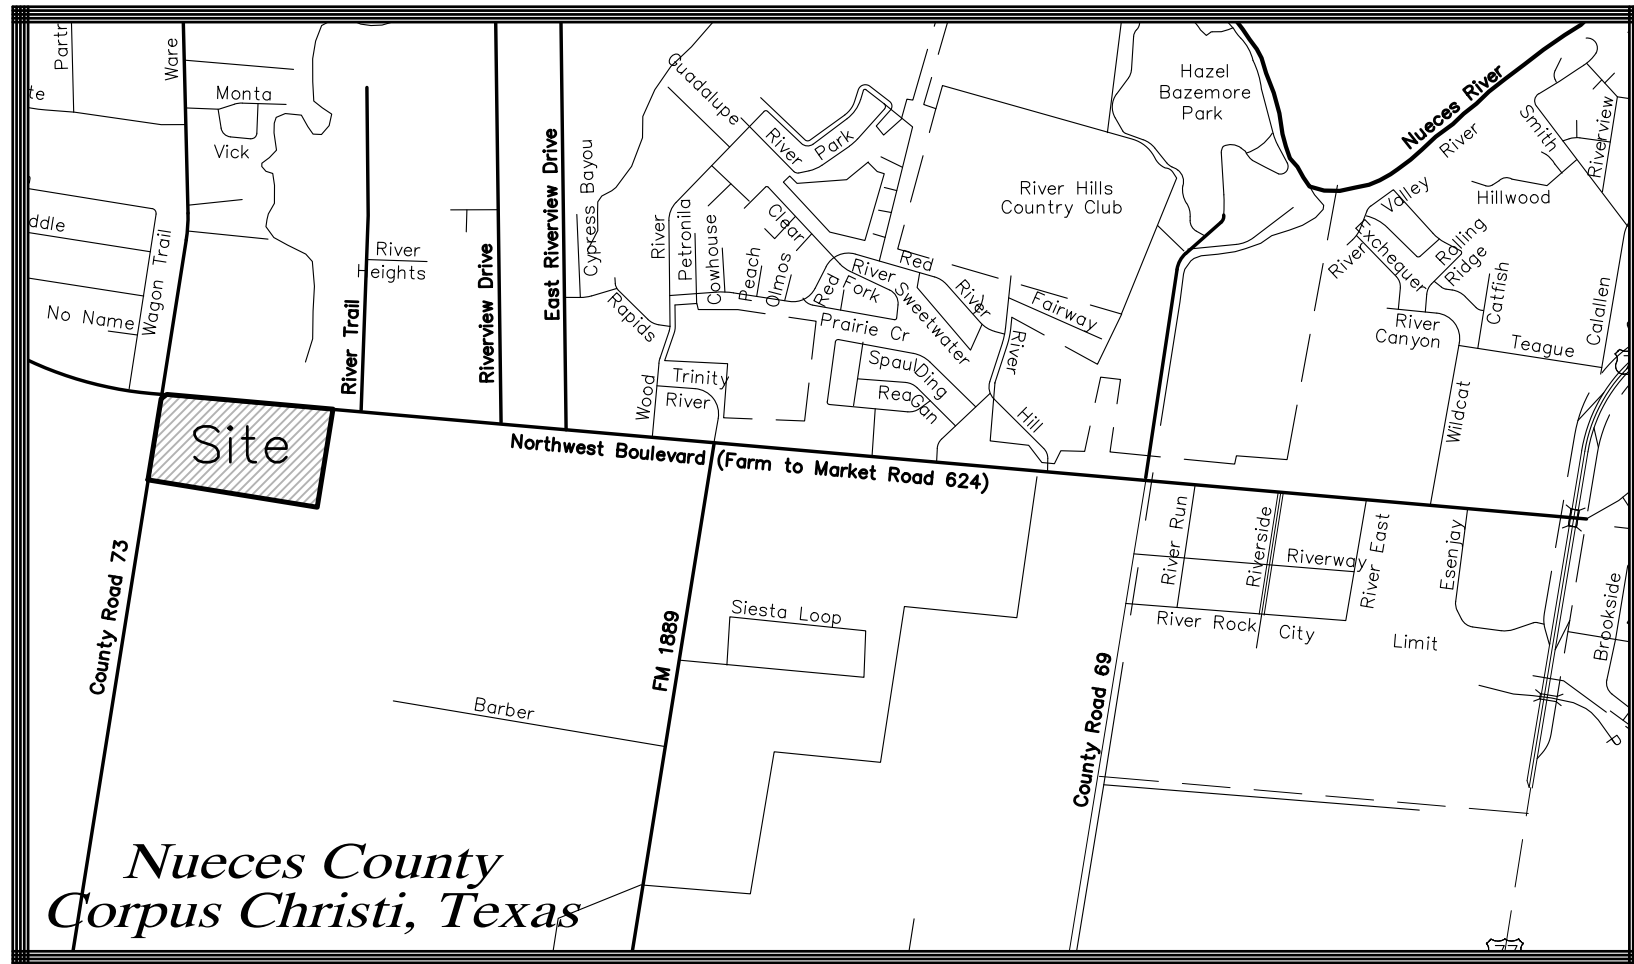 Partr
Ware
te
Monta
Vick
ddle
Wagon Trail
No Name
River
Heights
River Trail
Riverview Drive
East Riverview Drive
Cypress Bayou
Guadalupe
River
Park
River
Petronila
Cowhouse
Clear
Peach
Olmos
Rapids
Red
River
Fork
Sweetwater
Red
River
Fairway
River
Prairie Cr
Spaulding
Reagan
Hill
Wood
Trinity
River
Hazel
Bazemore
Park
River Hills
Country Club
Nueces River
River
Smith
Riverview
Valley
Hillwood
Exchequer
River
Rolling
Ridge
Catfish
Calallen
River
Canyon
Teague
Wildcat
Site
Northwest Boulevard (Farm to Market Road 624)
County Road 73
FM 1889
Siesta Loop
Barber
County Road 69
River Run
Riverside
Riverway
River East
Esenjay
River Rock
City
Limit
Brookside
P
77
Nueces County
Corpus Christi, Texas